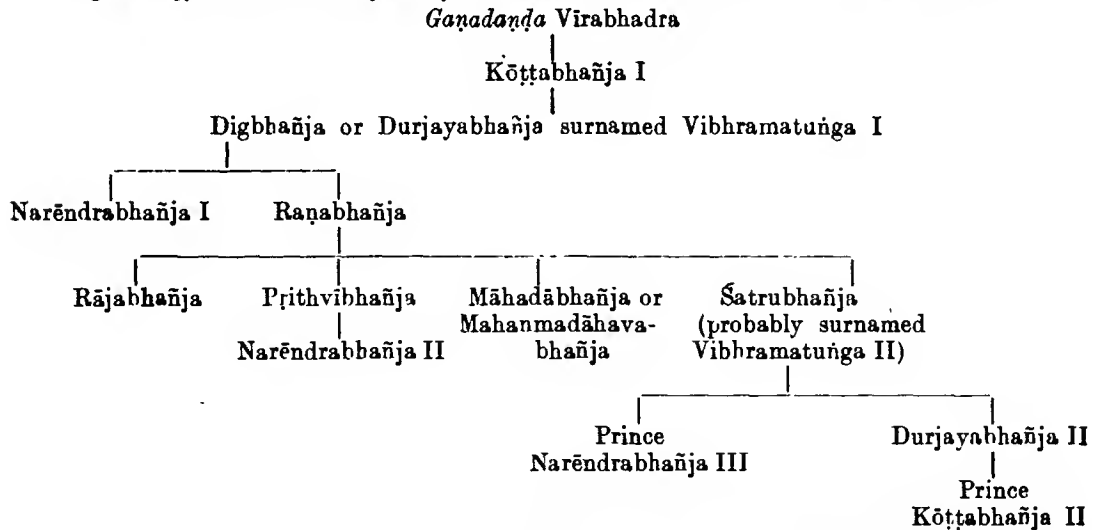 Gaṇadaṇḍa Vīrabhadra
Kōṭṭabhañja I
Digbhañja or Durjayabhañja surnamed Vibhramatuṅga I
Narēndrabhañja I Raṇabhañja
Rājabhañja Pṛithvībhañja Māhadābhañja or Śatrubhañja
Mahanmadāhava- (probably surnamed
Narēndrabhañja II bhañja Vibhramatuṅga II)
Prince Durjayabhañja II
Narēndrabhañja III
Prince
Kōṭṭabhañja II